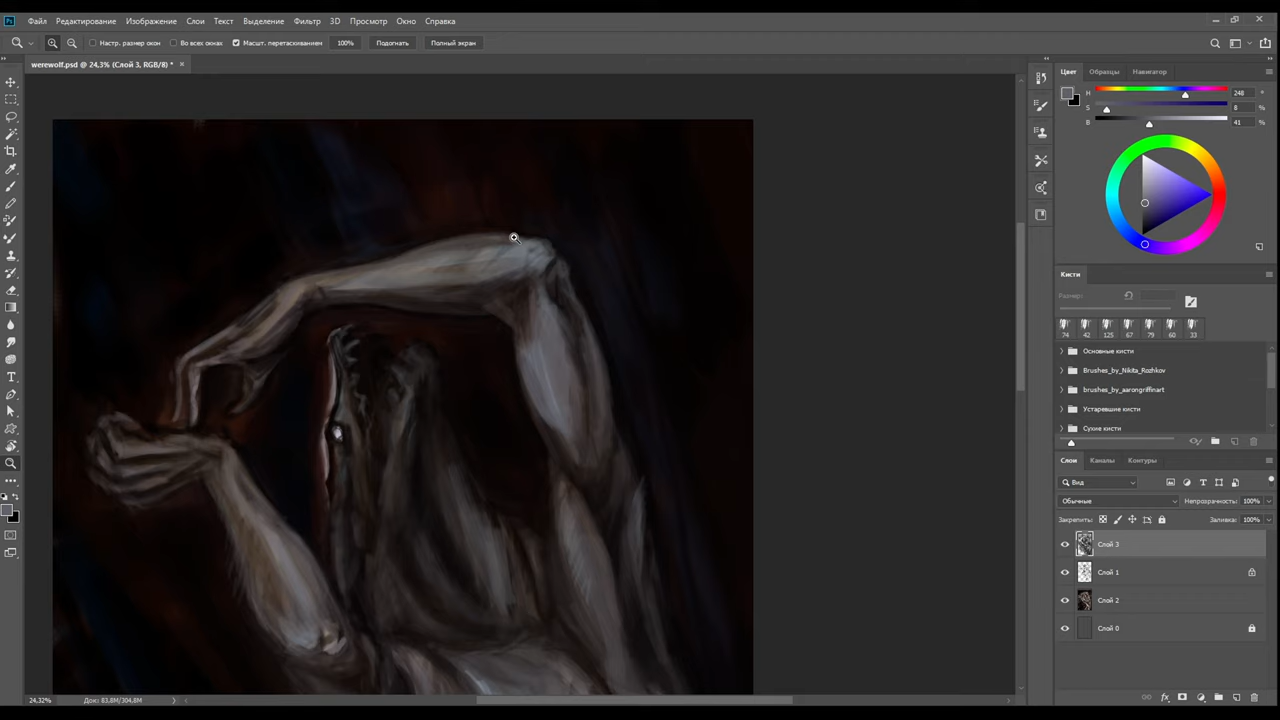 Ps Файл Редактирование Изображение Слои Текст Выделение Фильтр 3D Просмотр Окно Справка
Настр. размер окон Во всех окнах Масшт. перетаскиванием 100% Подогнать Полный экран
werewolf.psd @ 24,3% (Слой 3, RGB/8) * ×
Цвет Образцы Навигатор
H 248 °
S 8 %
B 41 %
Кисти
Размер:
74 42 125 67 79 60 33
Основные кисти
Brushes_by_Nikita_Rozhkov
brushes_by_aarongriffinart
Устаревшие кисти
Сухие кисти
Слои Каналы Контуры
Вид
Обычные Непрозрачность: 100%
Закрепить: Заливка: 100%
Слой 3
Слой 1
Слой 2
Слой 0
24,32% Док: 83,8M/304,8M